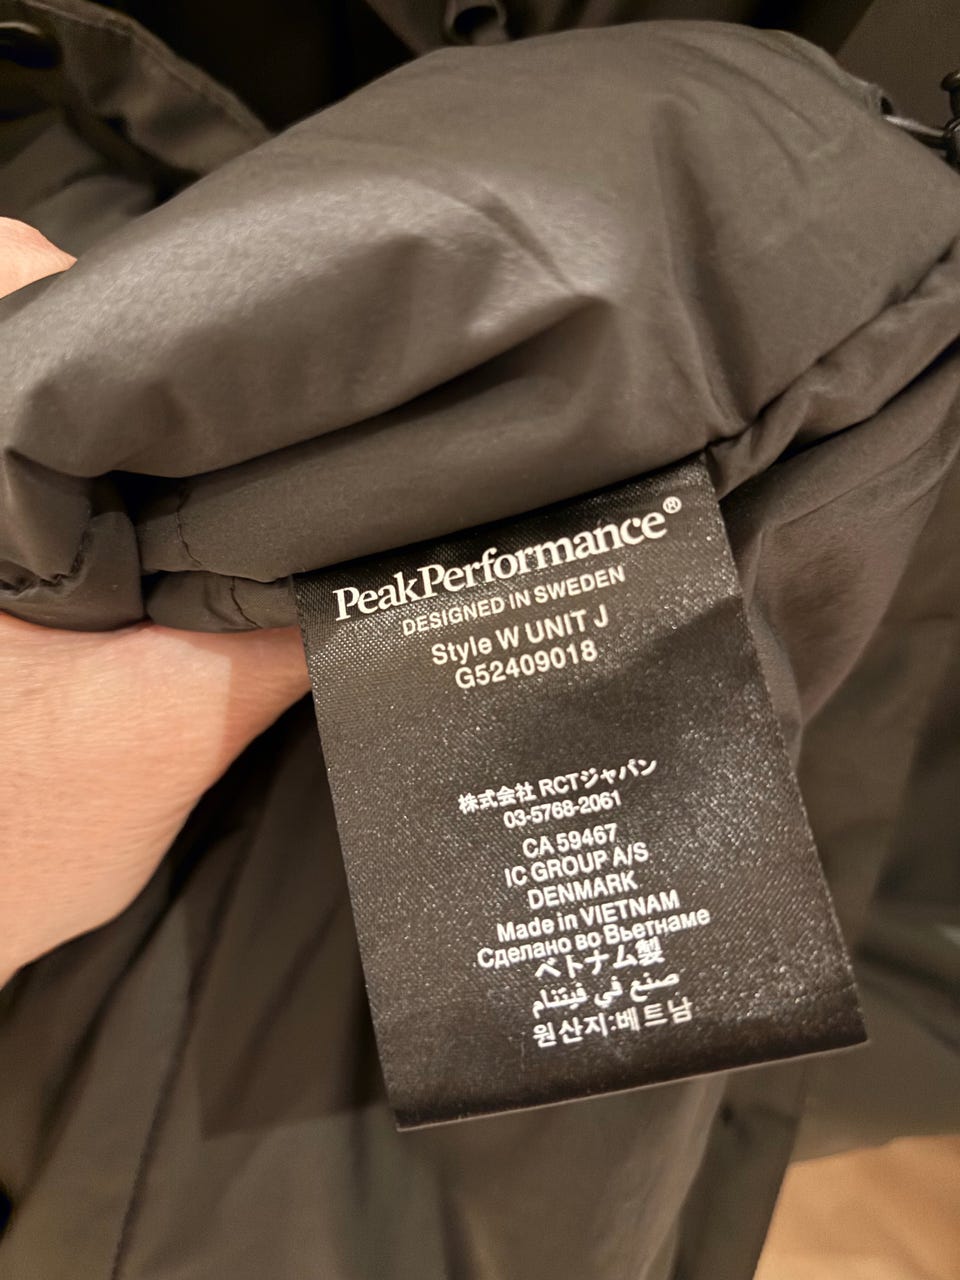 PeakPerformance®
DESIGNED IN SWEDEN
Style W UNIT J
G52409018
株式会社 RCTジャパン
03-5768-2061
CA 59467
IC GROUP A/S
DENMARK
Made in VIETNAM
Сделано во Вьетнаме
ベトナム製
صنع في فيتنام
원산지:베트남